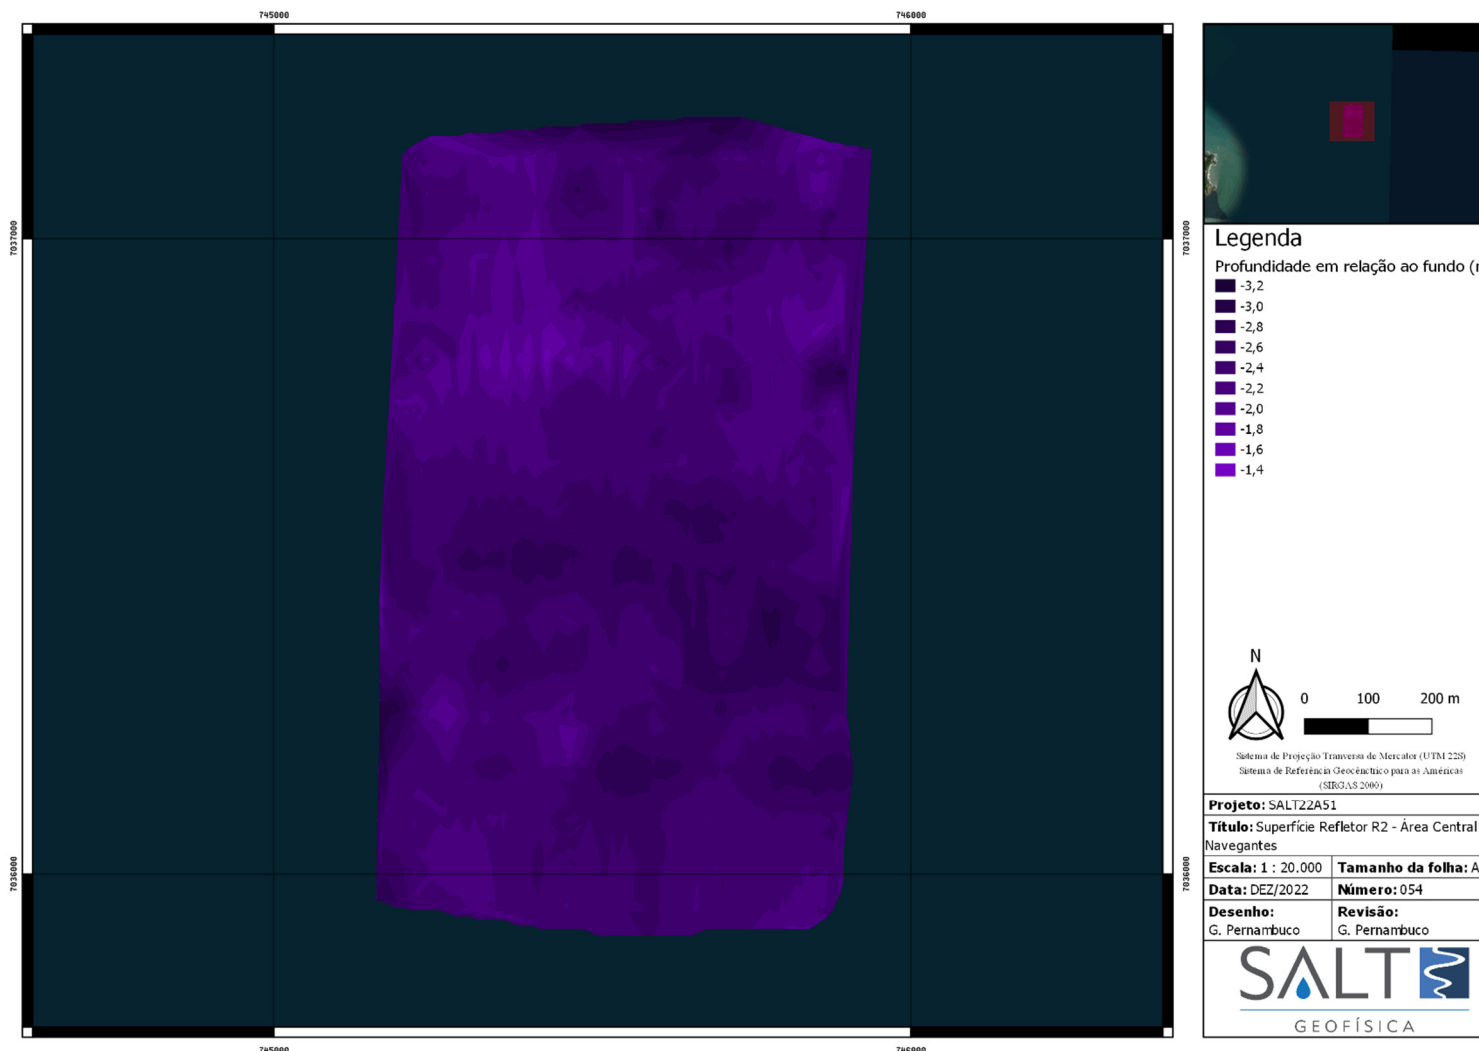 745000
746000
7037000
7037000
7036000
7036000
745000
746000
Legenda
Profundidade em relação ao fundo (
-3,2
-3,0
-2,8
-2,6
-2,4
-2,2
-2,0
-1,8
-1,6
-1,4
N
0 100 200 m
Sistema de Projeção Tranversa de Mercator (UTM 22S)
Sistema de Referência Geocênctrico para as Américas
(SIRGAS 2000)
Projeto: SALT22A51
Título: Superfície Refletor R2 - Área Central
Navegantes
Escala: 1 : 20.000 Tamanho da folha: A
Data: DEZ/2022 Número: 054
Desenho: Revisão:
G. Pernambuco G. Pernambuco
SALT
GEOFÍSICA